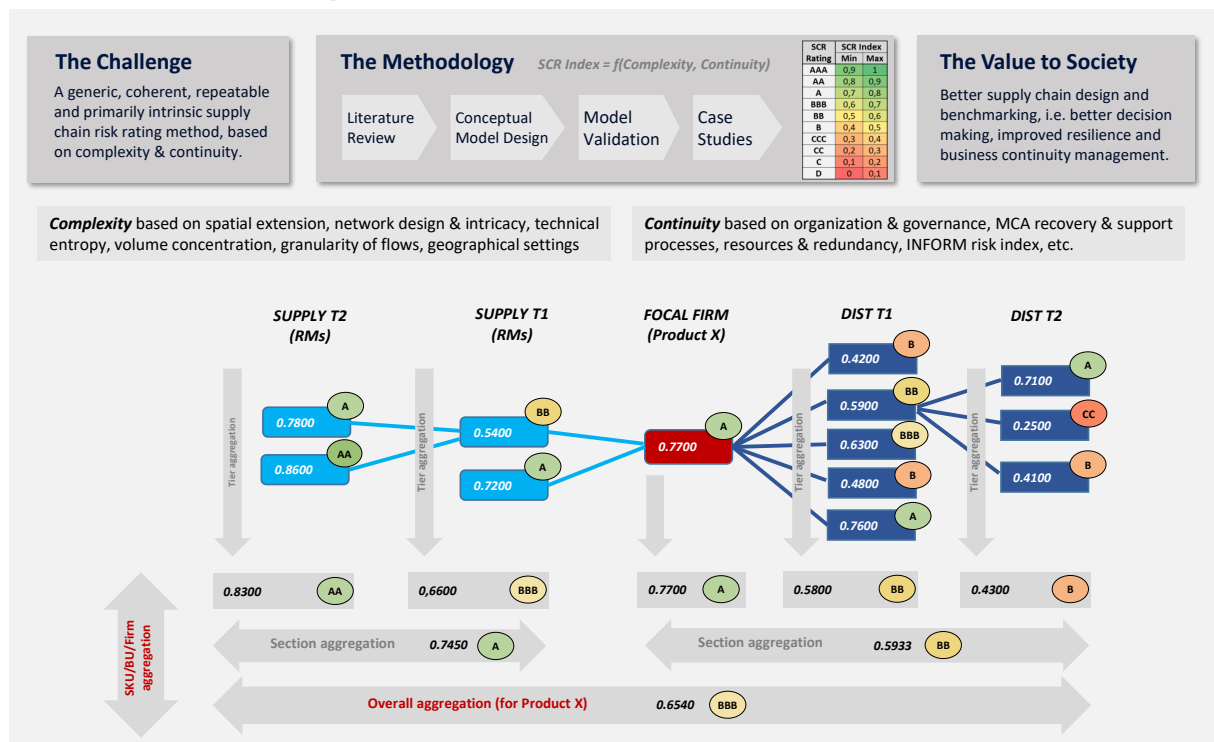 The Challenge
A generic, coherent, repeatable
and primarily intrinsic supply
chain risk rating method, based
on complexity & continuity.
The Methodology
SCR Index = f(Complexity, Continuity)
Literature
Review
Conceptual
Model Design
Model
Validation
Case
Studies
SCR SCR Index
Rating Min Max
AAA 0,9 1
AA 0,8 0,9
A 0,7 0,8
BBB 0,6 0,7
BB 0,5 0,6
B 0,4 0,5
CCC 0,3 0,4
CC 0,2 0,3
C 0,1 0,2
D 0 0,1
The Value to Society
Better supply chain design and
benchmarking, i.e. better decision
making, improved resilience and
business continuity management.
Complexity based on spatial extension, network design & intricacy, technical
entropy, volume concentration, granularity of flows, geographical settings
Continuity based on organization & governance, MCA recovery & support
processes, resources & redundancy, INFORM risk index, etc.
SUPPLY T2
(RMs)
SUPPLY T1
(RMs)
FOCAL FIRM
(Product X)
DIST T1
DIST T2
Tier aggregation
0.7800 A
0.8600 AA
Tier aggregation
0.5400 BB
0.7200 A
0.7700 A
Tier aggregation
0.4200 B
0.5900 BB
0.6300 BBB
0.4800 B
0.7600 A
Tier aggregation
0.7100 A
0.2500 CC
0.4100 B
0.8300 AA
0,6600 BBB
0.7700 A
0.5800 BB
0.4300 B
SKU/BU/Firm
aggregation
Section aggregation 0.7450 A
Section aggregation 0.5933 BB
Overall aggregation (for Product X) 0.6540 BBB